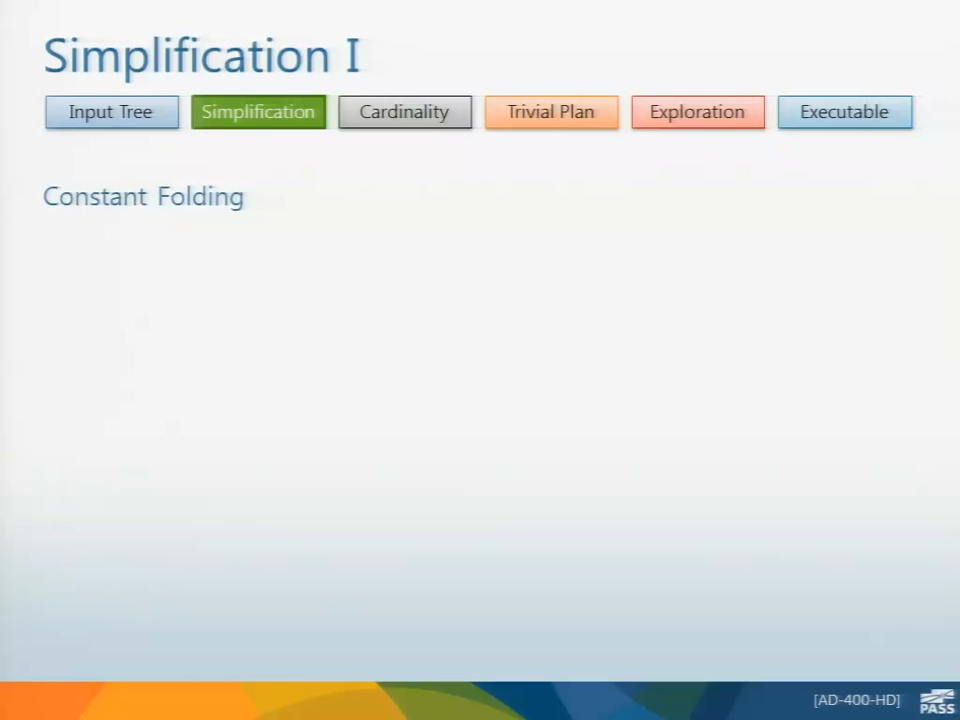 Simplification I
Input Tree
Simplification
Cardinality
Trivial Plan
Exploration
Executable
Constant Folding
[AD-400-HD]
PASS